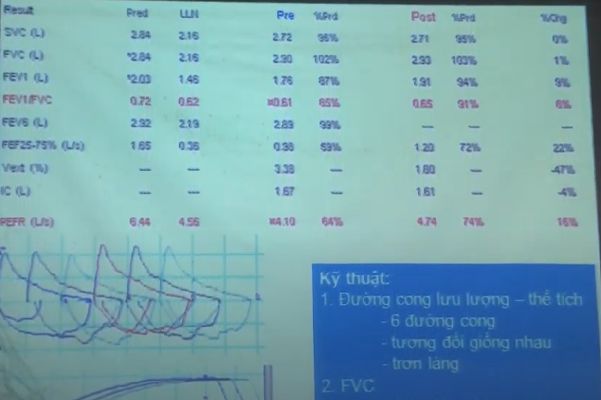 Result Pred LLN Pre %Prd Post %Prd %Chg
SVC (L) 2.84 2.16 2.72 96% 2.71 95% 0%
FVC (L) *2.84 2.16 2.90 102% 2.93 103% 1%
FEV1 (L) *2.03 1.46 1.76 87% 1.91 94% 9%
FEV1/FVC 0.72 0.62 *0.61 85% 0.65 91% 6%
FEV6 (L) 2.92 2.19 2.89 99% — — —
FEF25-75% (L/s) 1.65 0.36 0.98 59% 1.20 72% 22%
Vext (%) — — 3.38 — 1.80 — -47%
IC (L) — — 1.67 — 1.61 — -4%
PEFR (L/s) 6.44 4.56 *4.10 64% 4.74 74% 16%
Kỹ thuật:
1. Đường cong lưu lượng – thể tích
- 6 đường cong
- tương đối giống nhau
- trơn láng
2. FVC